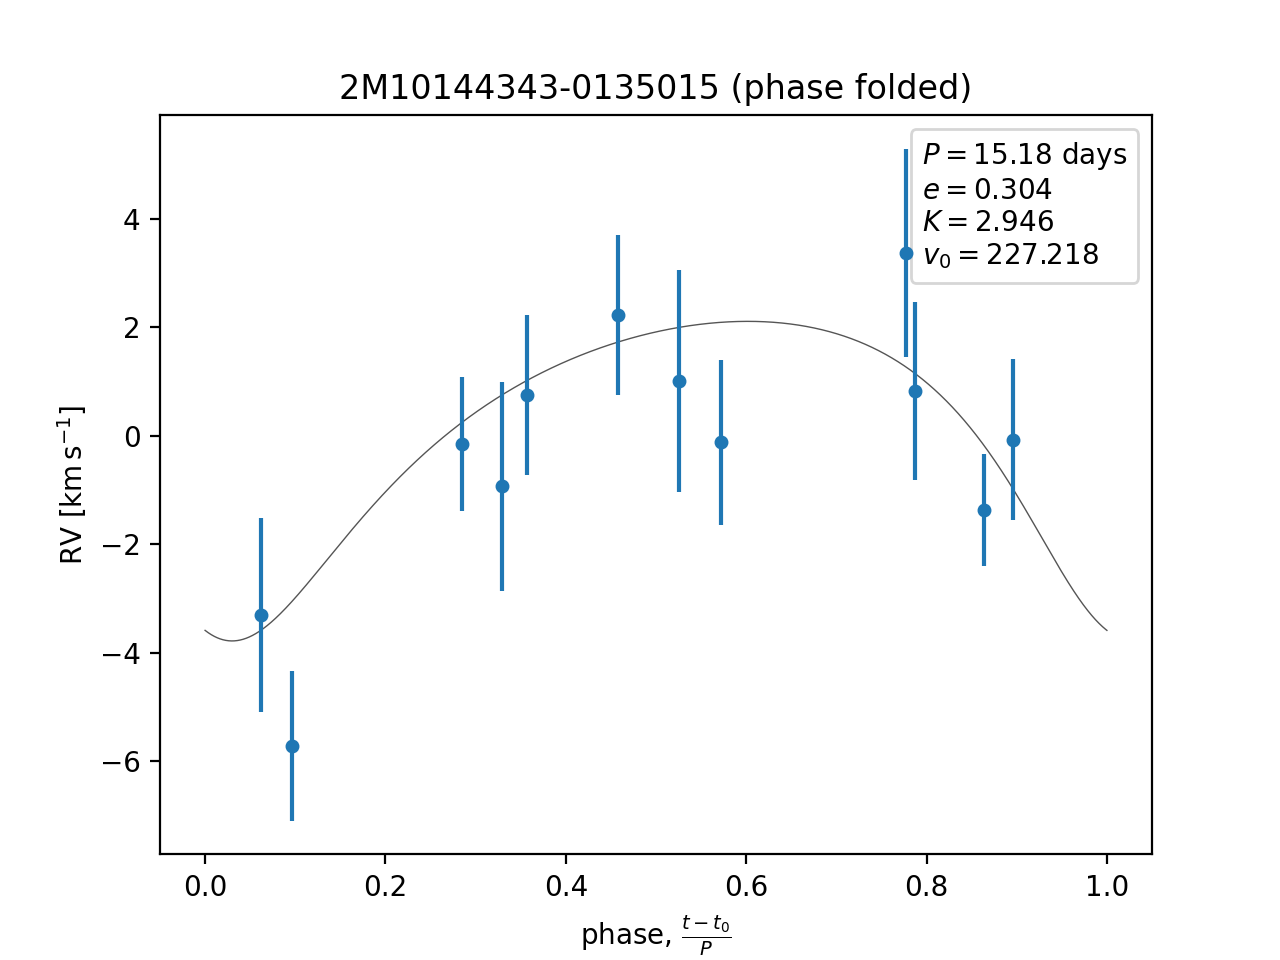 2M10144343-0135015 (phase folded)
P = 15.18 days
e = 0.304
K = 2.946
v₀ = 227.218
RV [km s⁻¹]
4
2
0
−2
−4
−6
0.0 0.2 0.4 0.6 0.8 1.0
phase, (t − t₀)/P